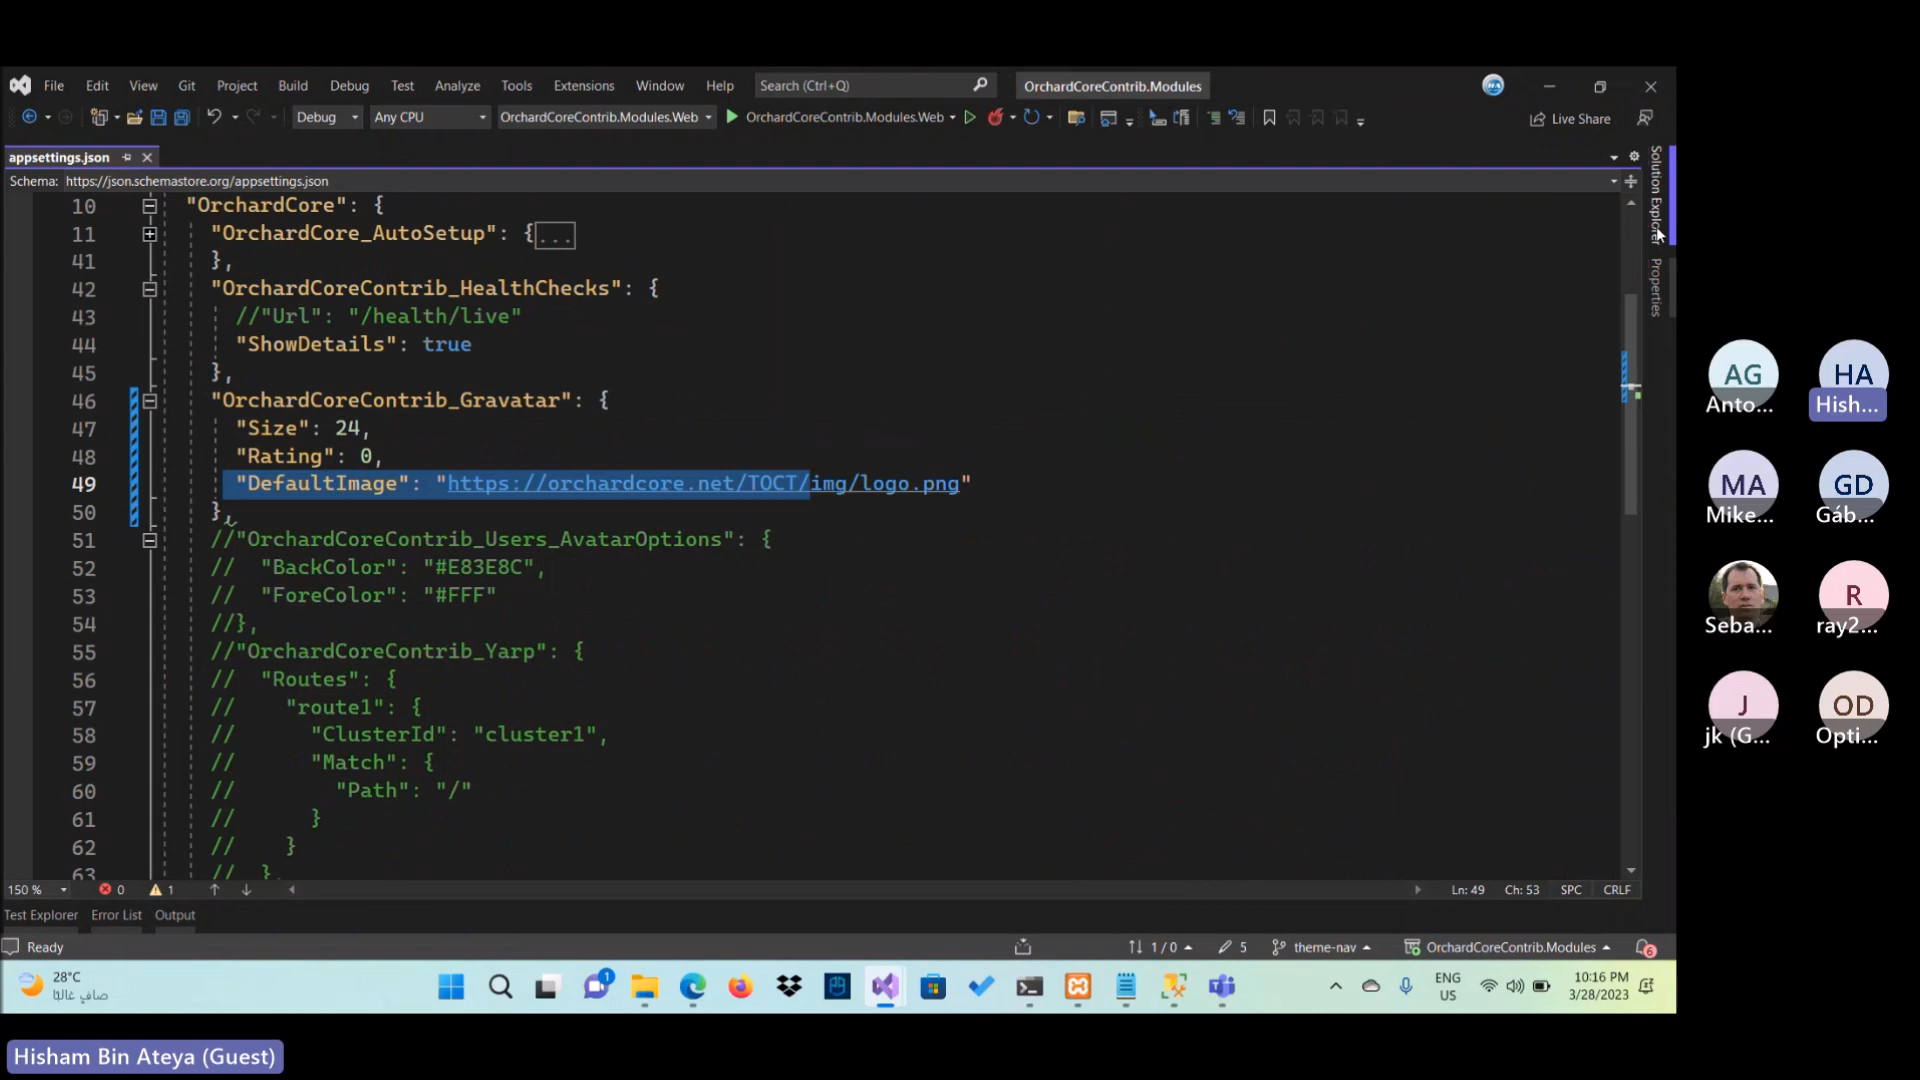 File Edit View Git Project Build Debug Test Analyze Tools Extensions Window Help Search (Ctrl+Q) OrchardCoreContrib.Modules
Debug Any CPU OrchardCoreContrib.Modules.Web OrchardCoreContrib.Modules.Web Live Share
appsettings.json
Schema: https://json.schemastore.org/appsettings.json
Solution Explorer
Properties
10 "OrchardCore": {
11 "OrchardCore_AutoSetup": {...
41 },
42 "OrchardCoreContrib_HealthChecks": {
43 //"Url": "/health/live"
44 "ShowDetails": true
45 },
46 "OrchardCoreContrib_Gravatar": {
47 "Size": 24,
48 "Rating": 0,
49 "DefaultImage": "https://orchardcore.net/TOCT/img/logo.png"
50 },
51 //"OrchardCoreContrib_Users_AvatarOptions": {
52 // "BackColor": "#E83E8C",
53 // "ForeColor": "#FFF"
54 //},
55 //"OrchardCoreContrib_Yarp": {
56 // "Routes": {
57 // "route1": {
58 // "ClusterId": "cluster1",
59 // "Match": {
60 // "Path": "/"
61 // }
62 // }
63 // },
150 % 0 1 Ln: 49 Ch: 53 SPC CRLF
Test Explorer Error List Output
Ready 1 / 0 5 theme-nav OrchardCoreContrib.Modules 6
28°C
صافٍ غالبًا
1
ENG
US
10:16 PM
3/28/2023
AG
Anto...
HA
Hish...
MA
Mike...
GD
Gáb...
Seba...
R
ray2...
J
jk (G...
OD
Opti...
Hisham Bin Ateya (Guest)